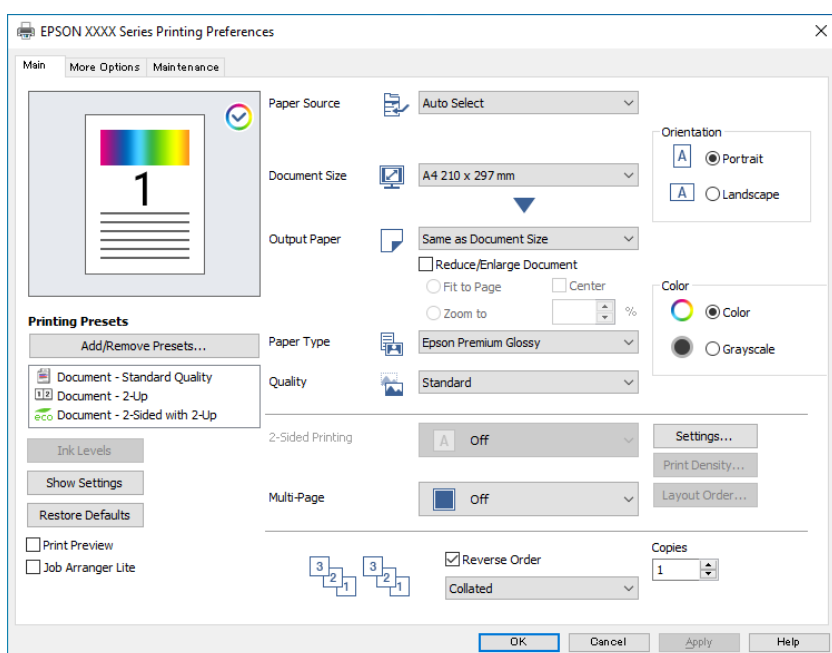 EPSON XXXX Series Printing Preferences
Main
More Options
Maintenance
1
Printing Presets
Add/Remove Presets...
Document - Standard Quality
1 2 Document - 2-Up
eco Document - 2-Sided with 2-Up
Ink Levels
Show Settings
Restore Defaults
Print Preview
Job Arranger Lite
Paper Source
Auto Select
Document Size
A4 210 x 297 mm
Output Paper
Same as Document Size
Reduce/Enlarge Document
Fit to Page
Center
Zoom to
%
Paper Type
Epson Premium Glossy
Quality
Standard
Orientation
A Portrait
A Landscape
Color
Color
Grayscale
2-Sided Printing
A Off
Settings...
Print Density...
Multi-Page
Off
Layout Order...
3 2 1 3 2 1
Reverse Order
Collated
Copies
1
OK
Cancel
Apply
Help